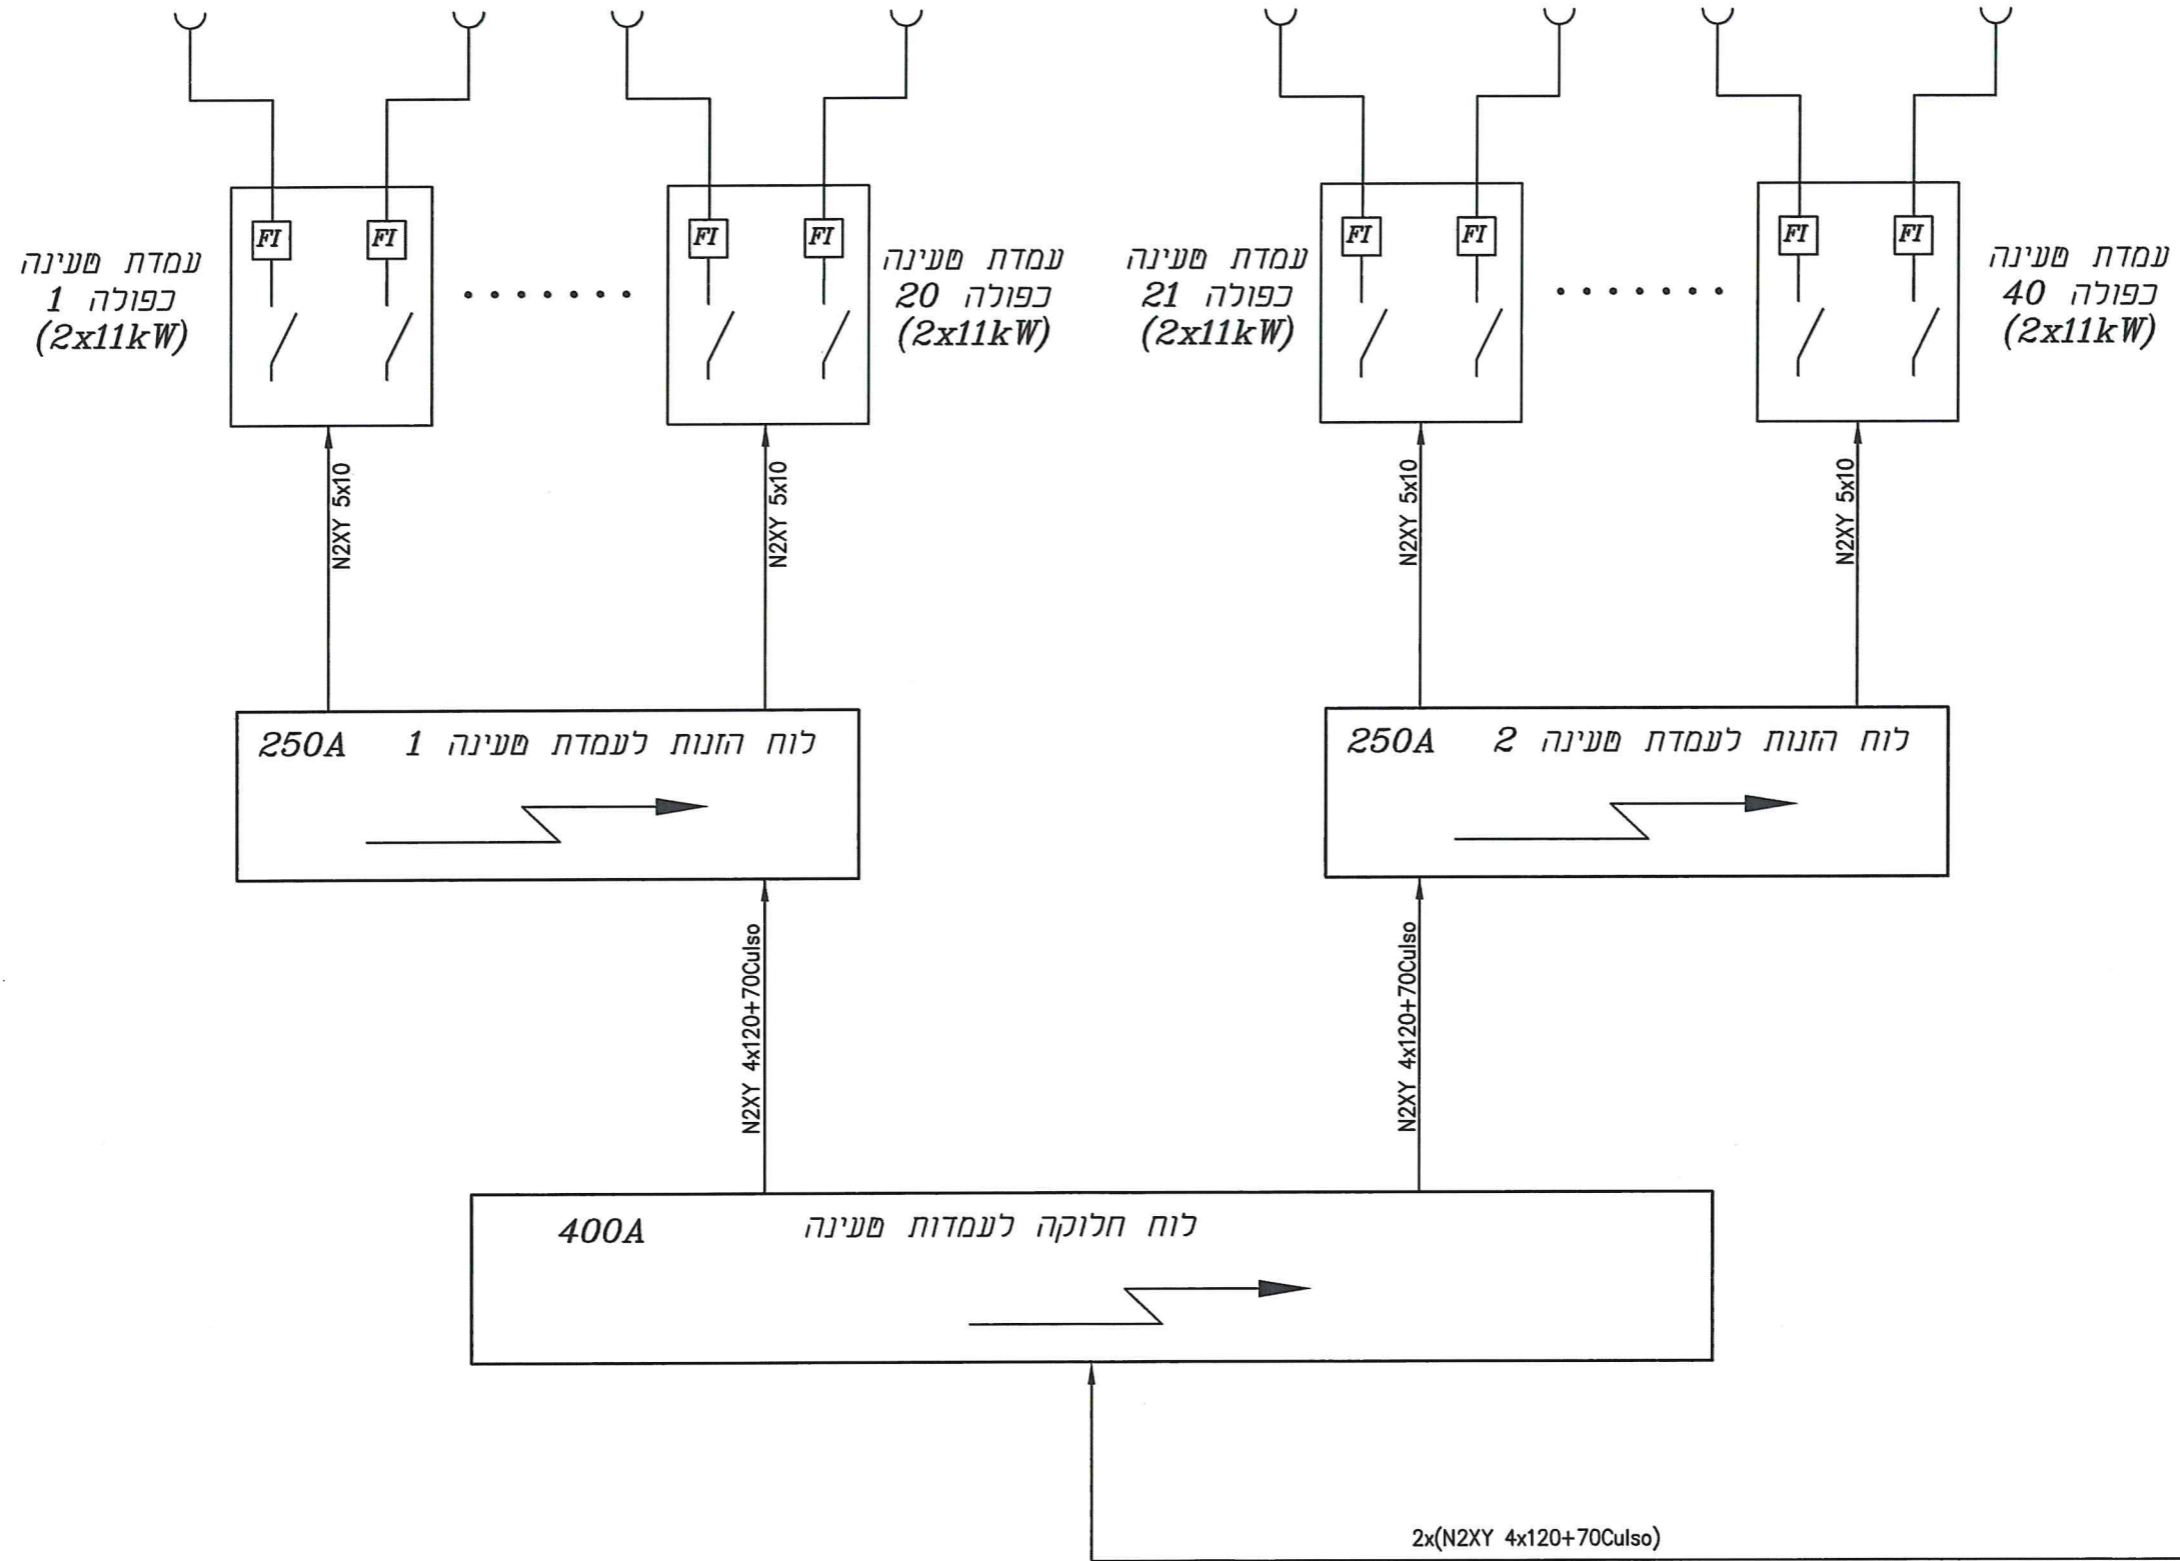 FI
FI
FI
FI
FI
FI
FI
FI
עמדת טעינה
כפולה 1
(2x11kW)
עמדת טעינה
כפולה 20
(2x11kW)
עמדת טעינה
כפולה 21
(2x11kW)
עמדת טעינה
כפולה 40
(2x11kW)
N2XY 5x10
N2XY 5x10
N2XY 5x10
N2XY 5x10
לוח הזנות לעמדת טעינה 1 250A
לוח הזנות לעמדת טעינה 2 250A
N2XY 4x120+70CuIso
N2XY 4x120+70CuIso
לוח חלוקה לעמדות טעינה 400A
2x(N2XY 4x120+70CuIso)